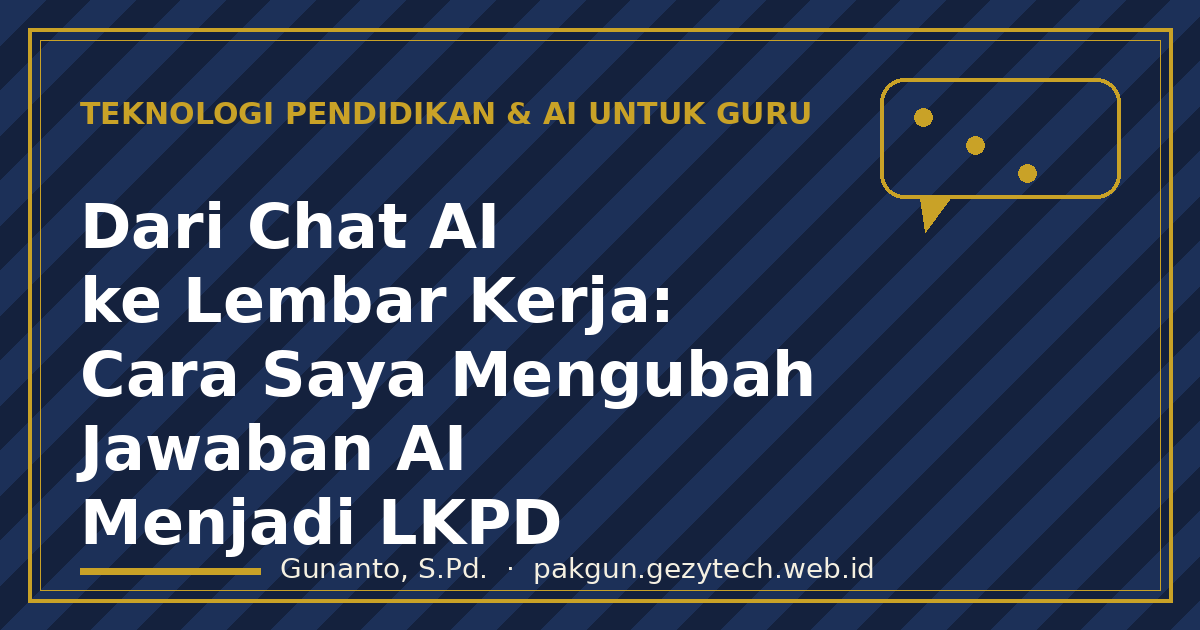 TEKNOLOGI PENDIDIKAN & AI UNTUK GURU
Dari Chat AI
ke Lembar Kerja:
Cara Saya Mengubah
Jawaban AI
Menjadi LKPD
Gunanto, S.Pd. · pakgun.gezytech.web.id